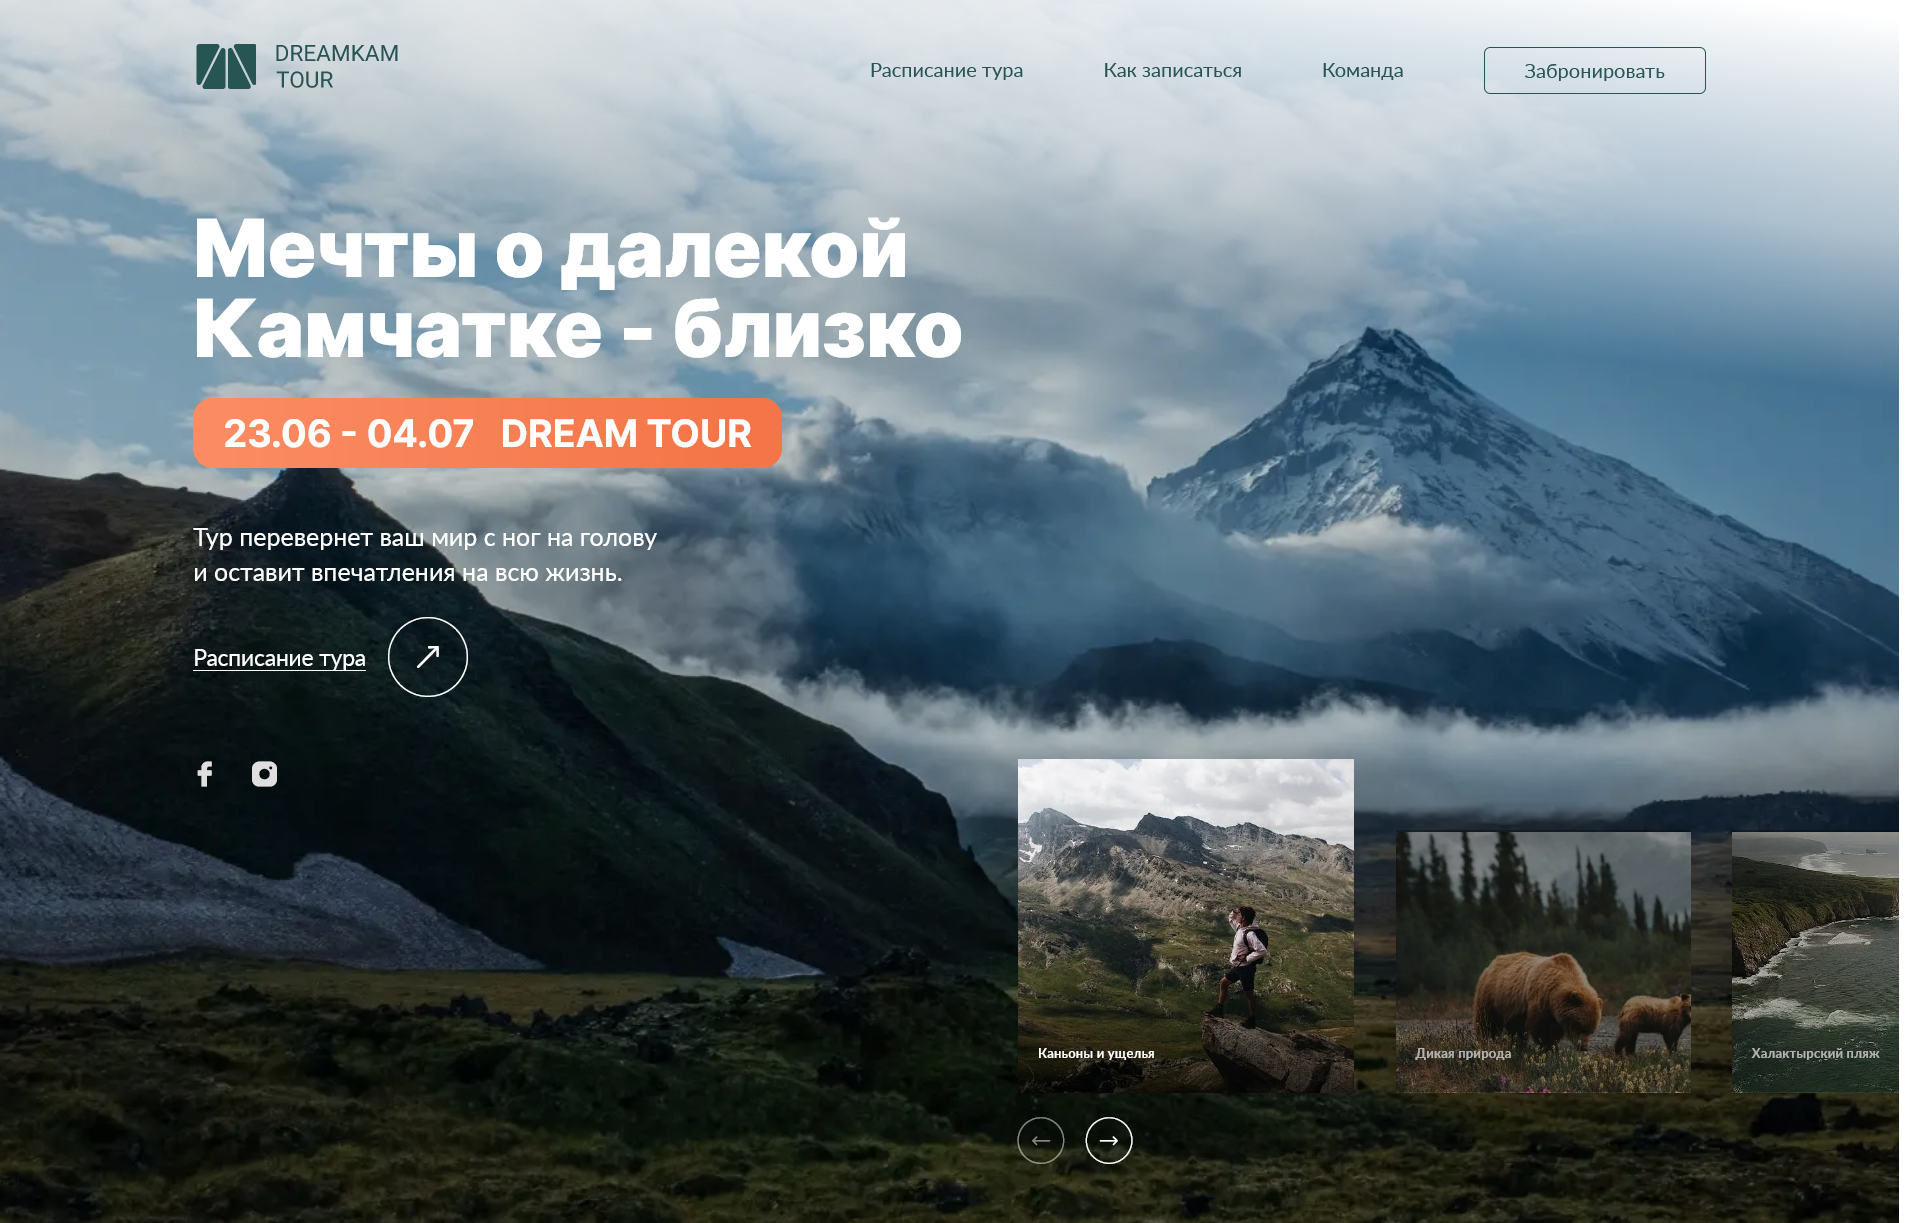 DREAMKAM
TOUR
Расписание тура
Как записаться
Команда
Забронировать
Мечты о далекой
Камчатке - близко
23.06 - 04.07 DREAM TOUR
Тур перевернет ваш мир с ног на голову
и оставит впечатления на всю жизнь.
Расписание тура
Каньоны и ущелья
Дикая природа
Халактырский пляж